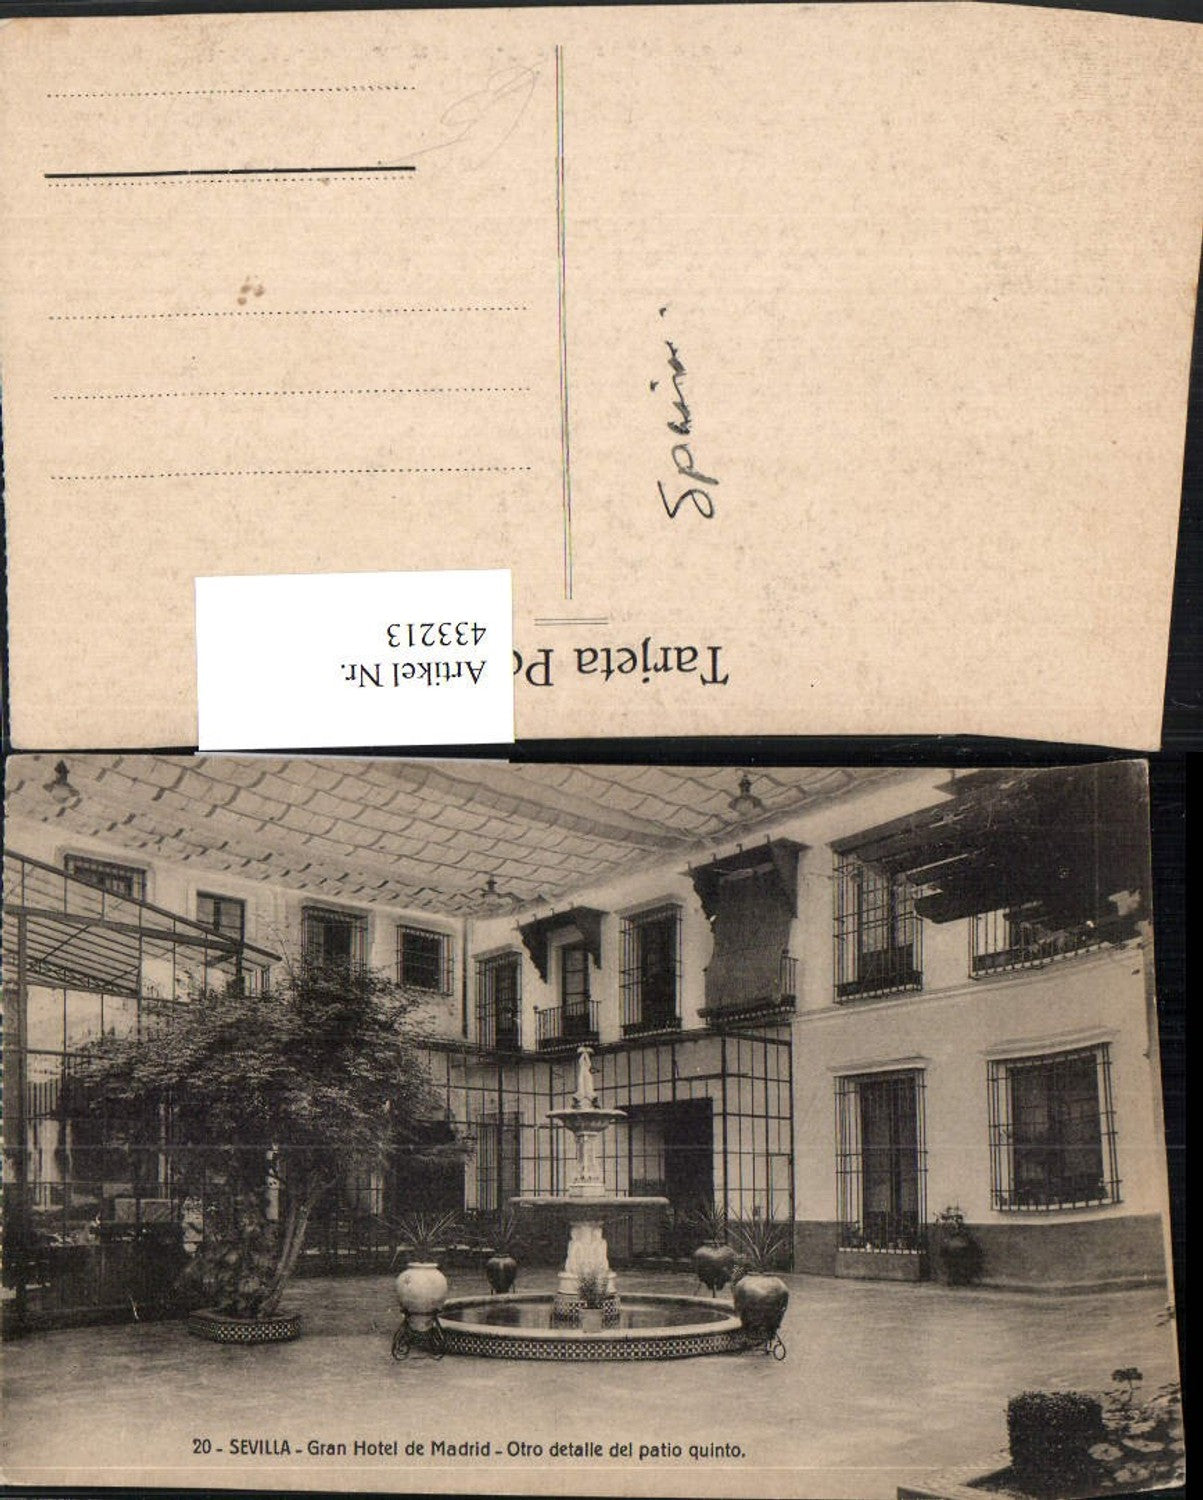 Spain.
Artikel Nr.
433213
Tarjeta Po
20 - SEVILLA - Gran Hotel de Madrid - Otro detalle del patio quinto.